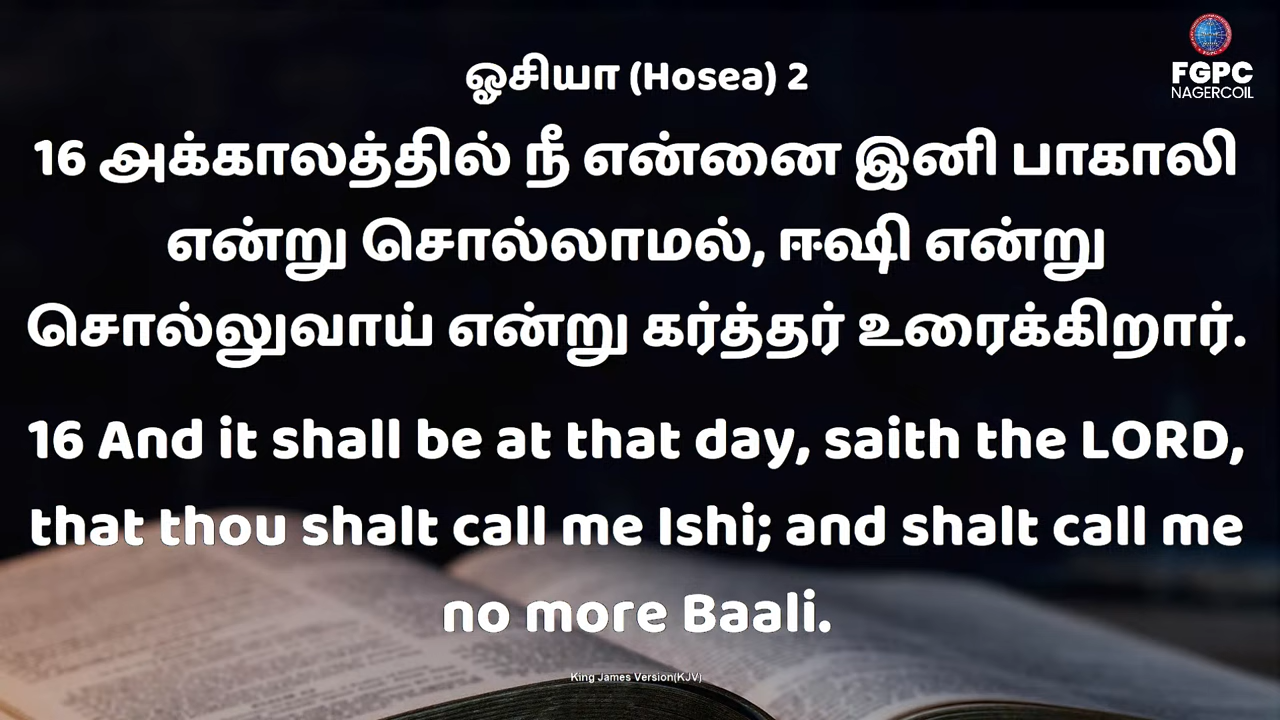 FGPC
NAGERCOIL
ஓசியா (Hosea) 2
16 அக்காலத்தில் நீ என்னை இனி பாகாலி
என்று சொல்லாமல், ஈஷி என்று
சொல்லுவாய் என்று கர்த்தர் உரைக்கிறார்.
16 And it shall be at that day, saith the LORD,
that thou shalt call me Ishi; and shalt call me
no more Baali.
King James Version(KJV)